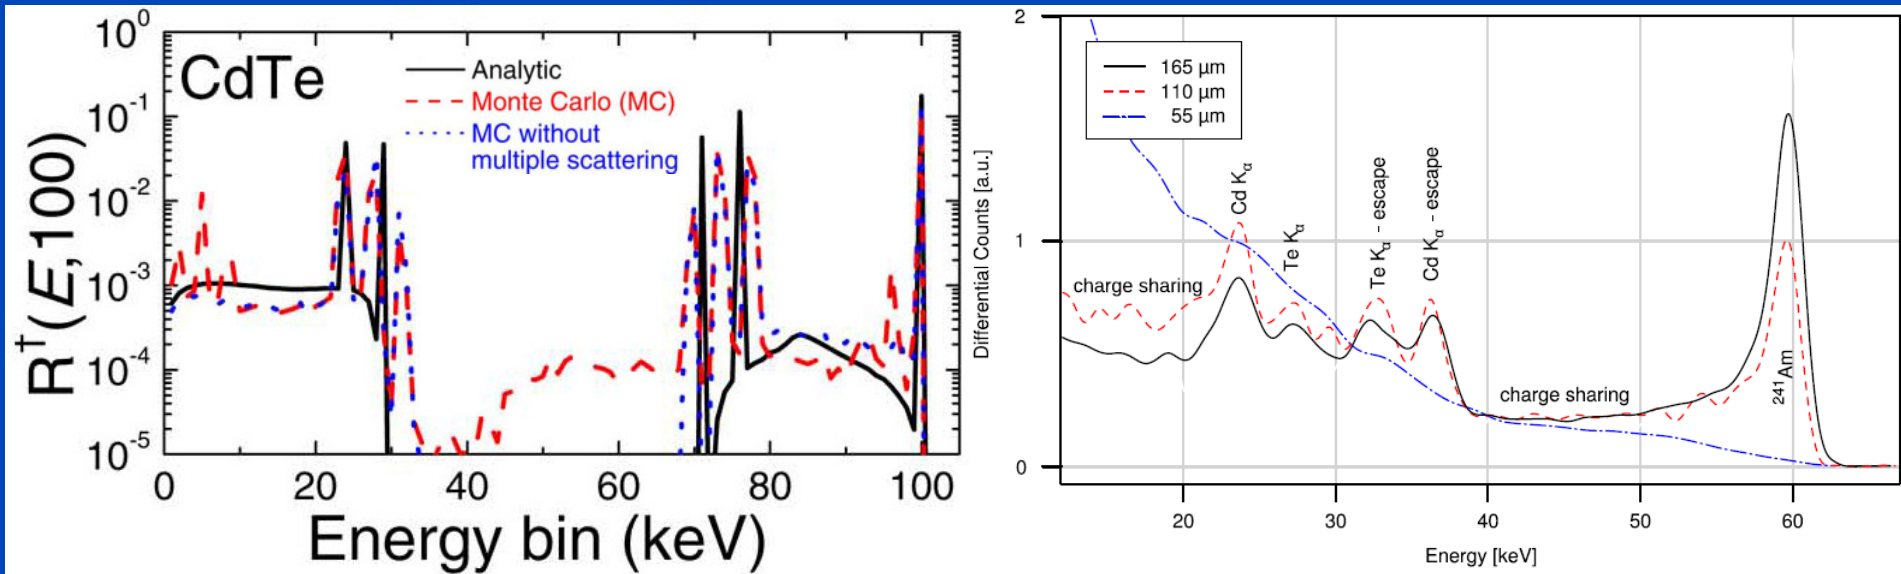 CdTe
Analytic
Monte Carlo (MC)
MC without
multiple scattering
R†(E,100)
10⁰
10⁻¹
10⁻²
10⁻³
10⁻⁴
10⁻⁵
0 20 40 60 80 100
Energy bin (keV)
165 µm
110 µm
55 µm
Differential Counts [a.u.]
2
1
0
charge sharing
Cd Kα
Te Kα
Te Kα - escape
Cd Kα - escape
charge sharing
²⁴¹Am
20 30 40 50 60
Energy [keV]